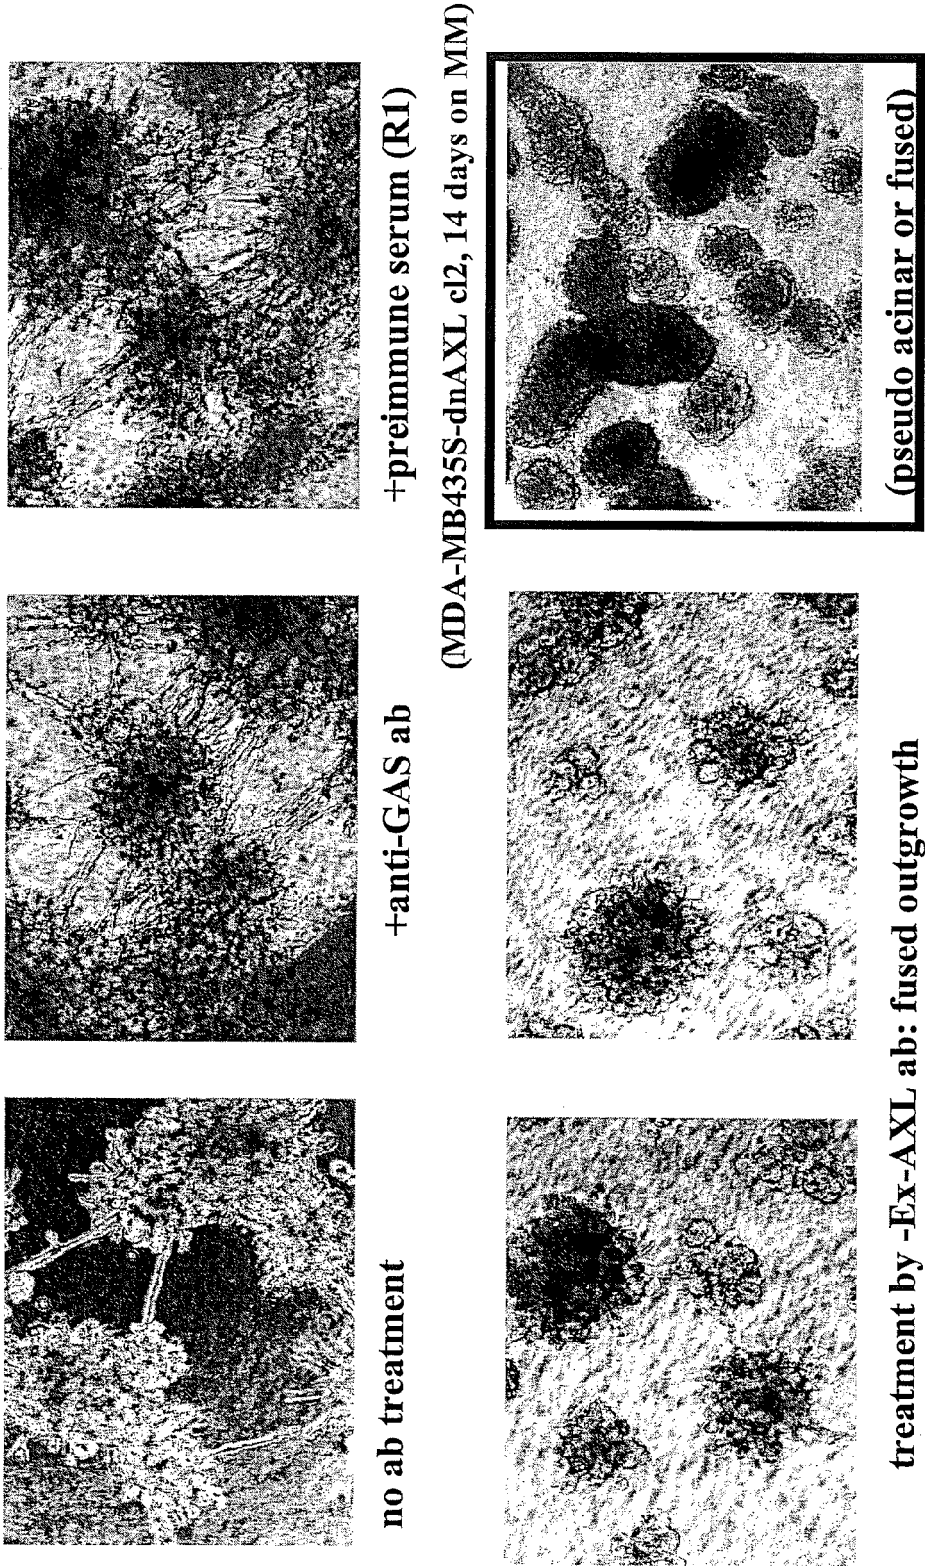 no ab treatment
+anti-GAS ab
+preimmune serum (R1)
(MDA-MB435S-dnAXL cl2, 14 days on MM)
treatment by -Ex-AXL ab: fused outgrowth
(pseudo acinar or fused)